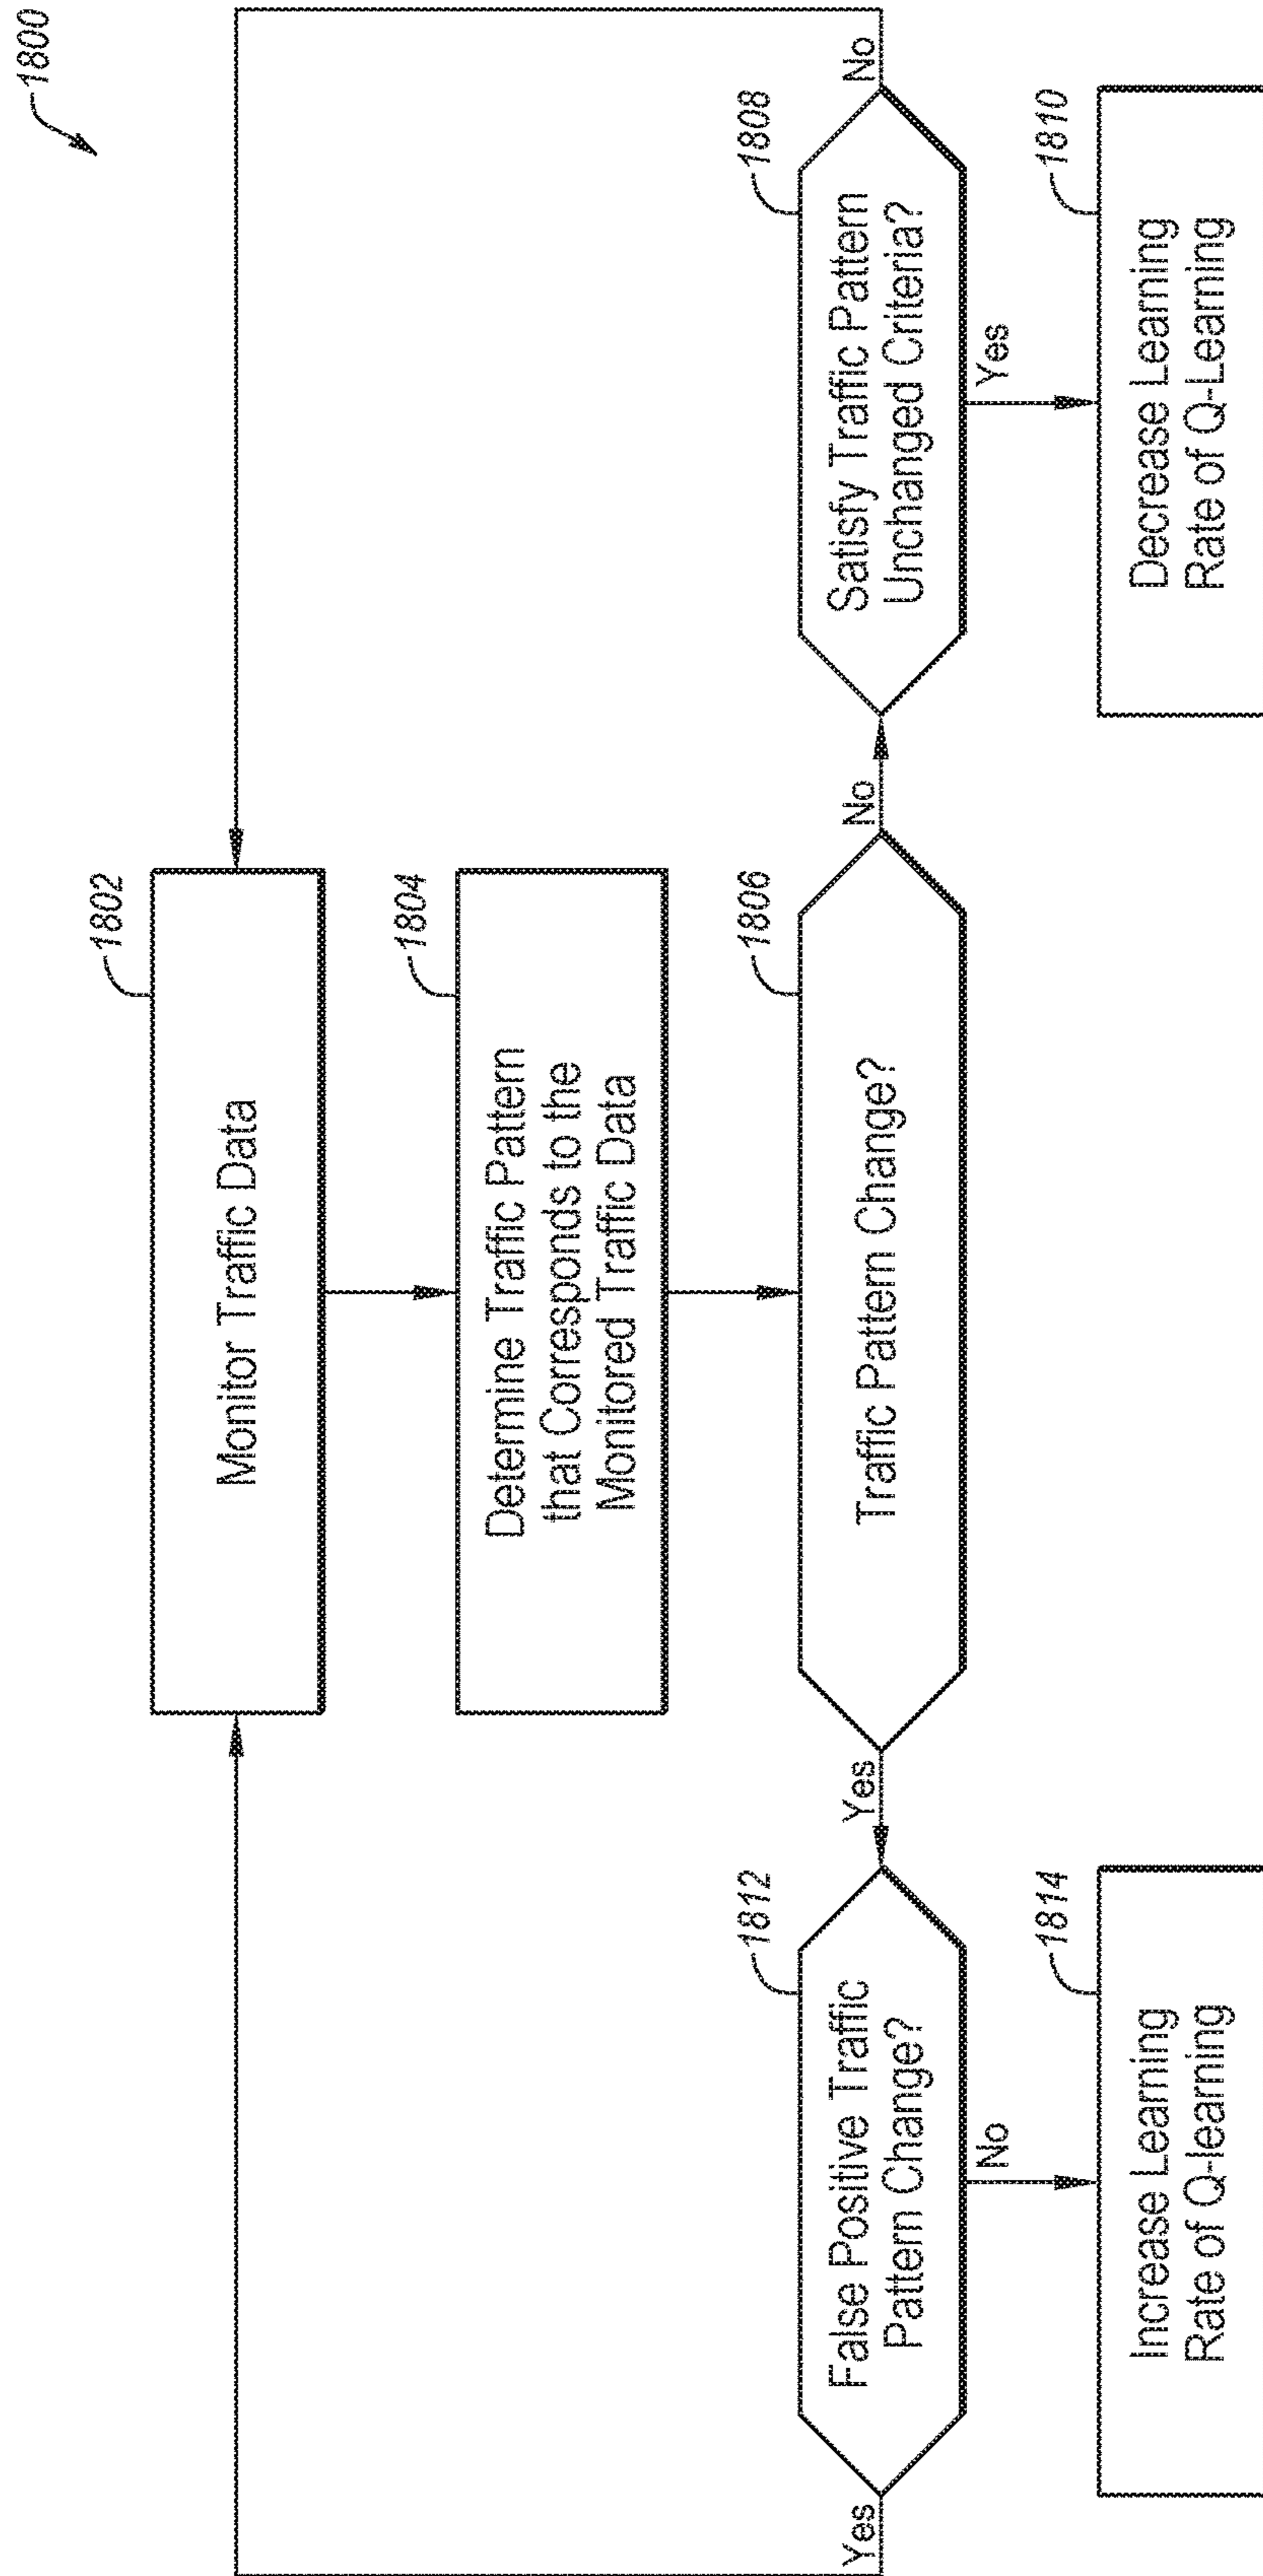 1800
1802
Monitor Traffic Data
1804
Determine Traffic Pattern
that Corresponds to the
Monitored Traffic Data
1806
Traffic Pattern Change?
Yes
No
1812
False Positive Traffic
Pattern Change?
Yes
No
1808
Satisfy Traffic Pattern
Unchanged Criteria?
No
Yes
1814
Increase Learning
Rate of Q-learning
1810
Decrease Learning
Rate of Q-Learning